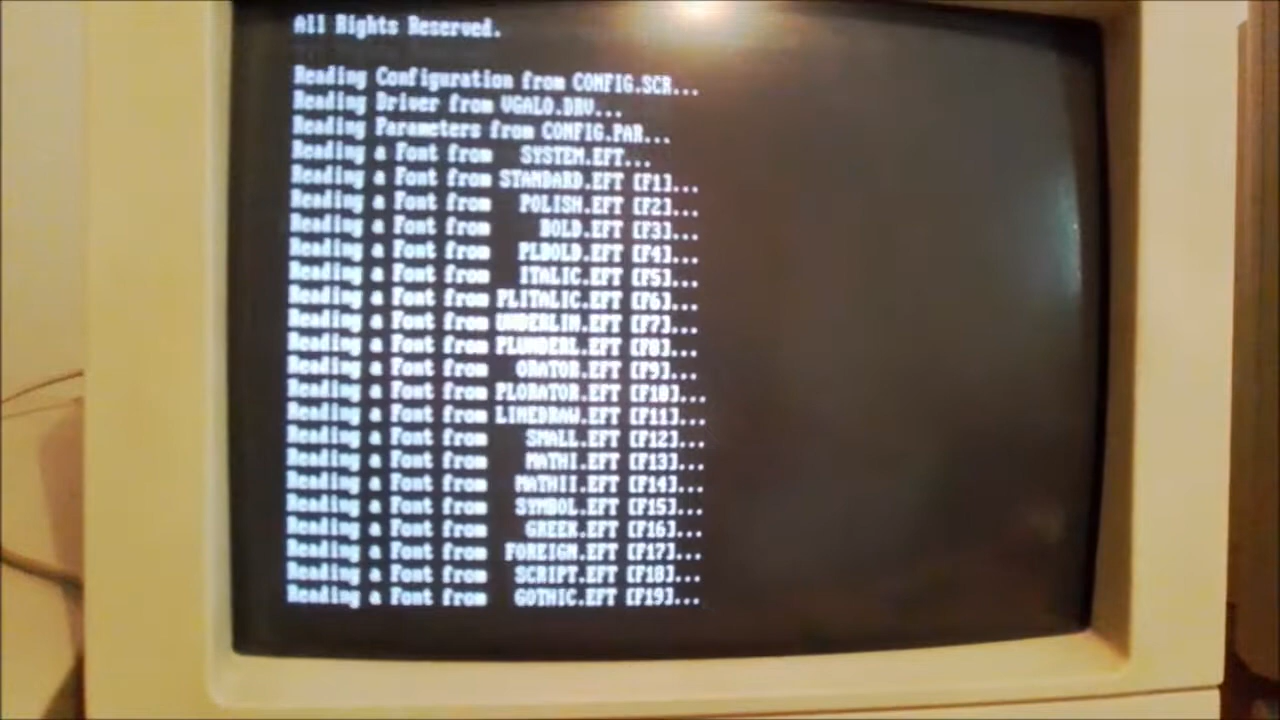 All Rights Reserved.
Reading Configuration from CONFIG.SCR...
Reading Driver from VGALO.DRV...
Reading Parameters from CONFIG.PAR...
Reading a Font from SYSTEM.EFT...
Reading a Font from STANDARD.EFT [F1]...
Reading a Font from POLISH.EFT [F2]...
Reading a Font from BOLD.EFT [F3]...
Reading a Font from PLBOLD.EFT [F4]...
Reading a Font from ITALIC.EFT [F5]...
Reading a Font from PLITALIC.EFT [F6]...
Reading a Font from UNDERLIN.EFT [F7]...
Reading a Font from PLUNDERL.EFT [F8]...
Reading a Font from ORATOR.EFT [F9]...
Reading a Font from PLORATOR.EFT [F10]...
Reading a Font from LINEDRAW.EFT [F11]...
Reading a Font from SMALL.EFT [F12]...
Reading a Font from MATHI.EFT [F13]...
Reading a Font from MATHII.EFT [F14]...
Reading a Font from SYMBOL.EFT [F15]...
Reading a Font from GREEK.EFT [F16]...
Reading a Font from FOREIGN.EFT [F17]...
Reading a Font from SCRIPT.EFT [F18]...
Reading a Font from GOTHIC.EFT [F19]...